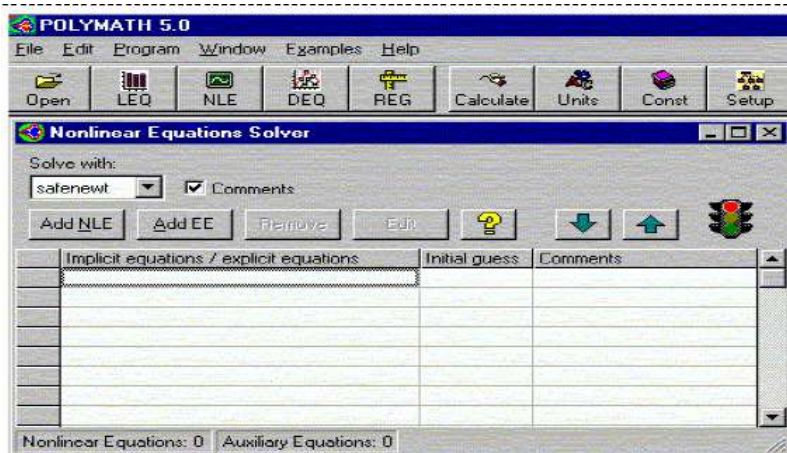 POLYMATH 5.0
File Edit Program Window Examples Help
Open LEQ NLE DEQ REG Calculate Units Const Setup
Nonlinear Equations Solver
Solve with:
safenewt Comments
Add NLE Add EE Remove Edit
Implicit equations / explicit equations Initial guess Comments
Nonlinear Equations: 0 Auxiliary Equations: 0